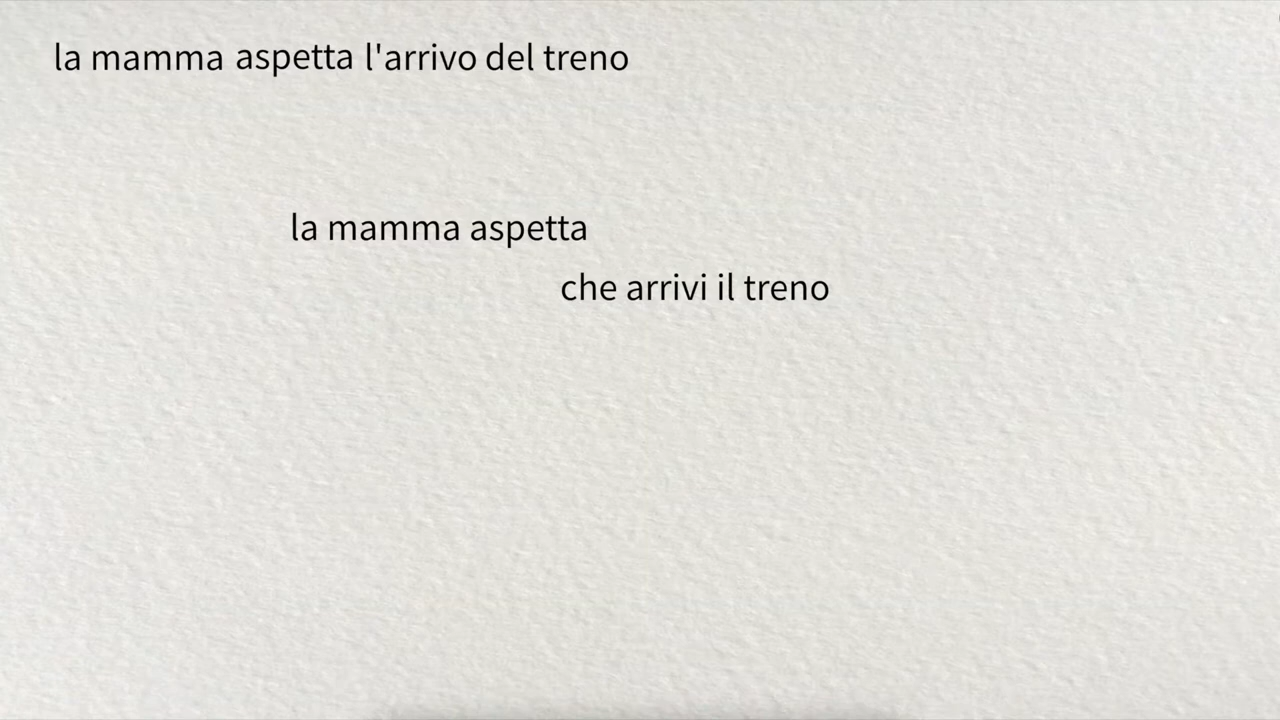 la mamma aspetta l'arrivo del treno
la mamma aspetta
che arrivi il treno